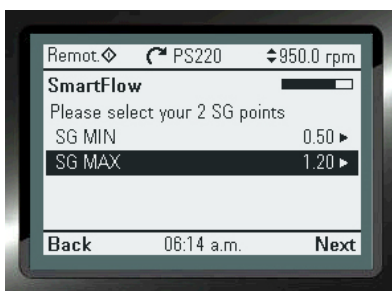 Remot. PS220 950.0 rpm
SmartFlow
Please select your 2 SG points
SG MIN 0.50
SG MAX 1.20
Back 06:14 a.m. Next